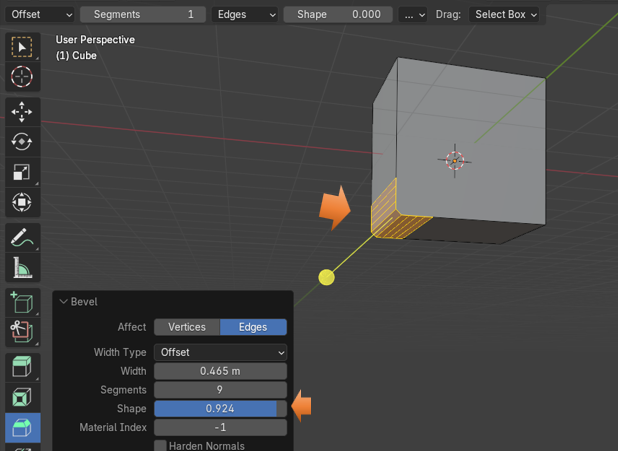 Offset Segments 1 Edges Shape 0.000 ... Drag: Select Box
User Perspective
(1) Cube
Bevel
Affect Vertices Edges
Width Type Offset
Width 0.465 m
Segments 9
Shape 0.924
Material Index -1
Harden Normals